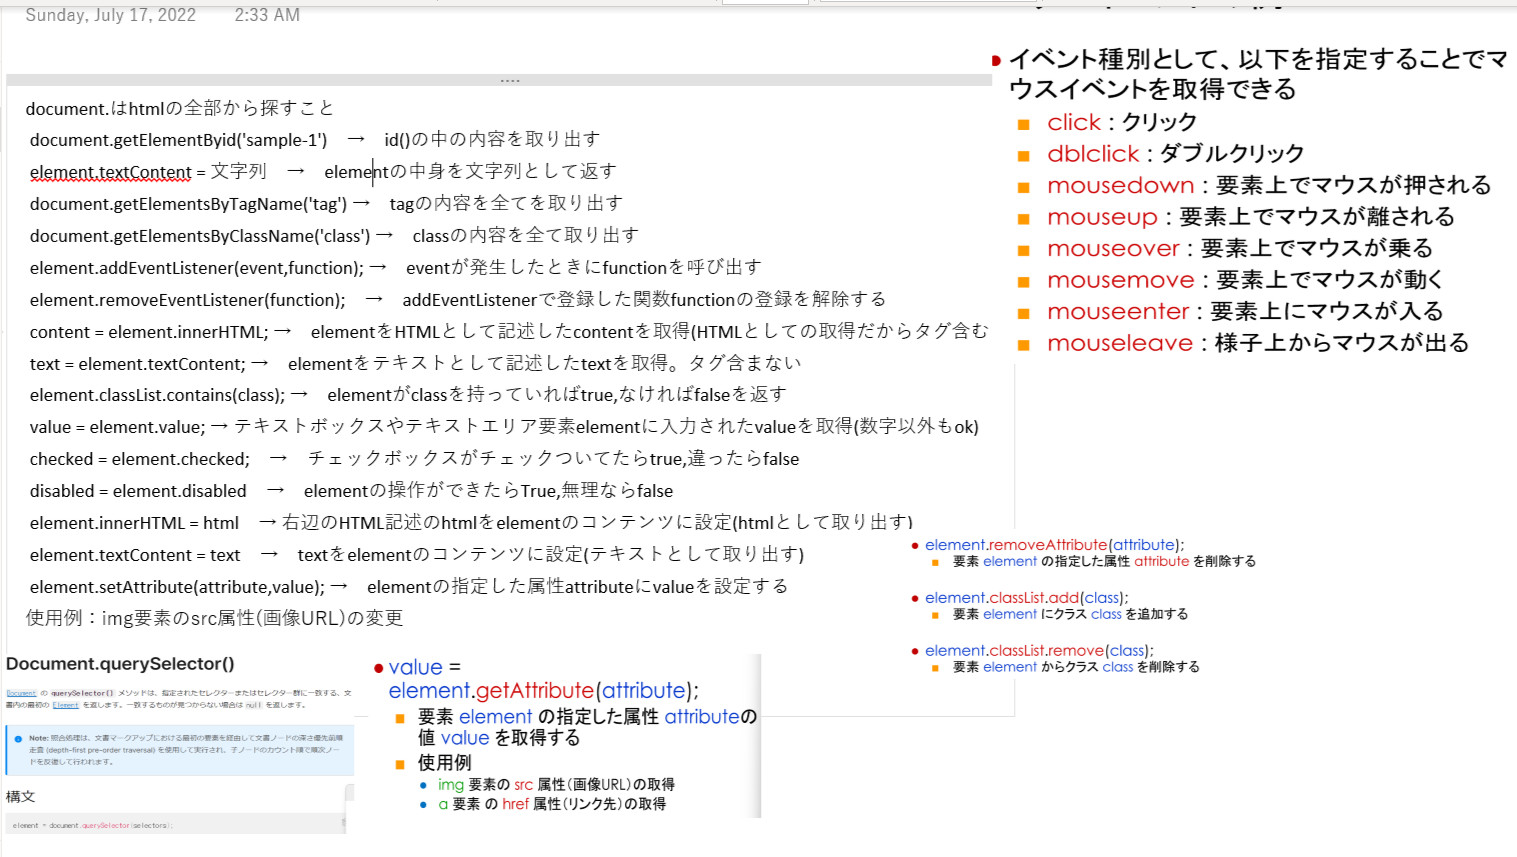 Sunday, July 17, 2022 2:33 AM
document.はhtmlの全部から探すこと
document.getElementByid('sample-1') → id()の中の内容を取り出す
element.textContent = 文字列 → elementの中身を文字列として返す
document.getElementsByTagName('tag') → tagの内容を全てを取り出す
document.getElementsByClassName('class') → classの内容を全て取り出す
element.addEventListener(event,function); → eventが発生したときにfunctionを呼び出す
element.removeEventListener(function); → addEventListenerで登録した関数functionの登録を解除する
content = element.innerHTML; → elementをHTMLとして記述したcontentを取得(HTMLとしての取得だからタグ含む
text = element.textContent; → elementをテキストとして記述したtextを取得。タグ含まない
element.classList.contains(class); → elementがclassを持っていればtrue,なければfalseを返す
value = element.value; → テキストボックスやテキストエリア要素elementに入力されたvalueを取得(数字以外もok)
checked = element.checked; → チェックボックスがチェックついてたらtrue,違ったらfalse
disabled = element.disabled → elementの操作ができたらTrue,無理ならfalse
element.innerHTML = html → 右辺のHTML記述のhtmlをelementのコンテンツに設定(htmlとして取り出す)
element.textContent = text → textをelementのコンテンツに設定(テキストとして取り出す)
element.setAttribute(attribute,value); → elementの指定した属性attributeにvalueを設定する
使用例：img要素のsrc属性(画像URL)の変更
イベント種別として、以下を指定することでマ
ウスイベントを取得できる
click : クリック
dblclick : ダブルクリック
mousedown : 要素上でマウスが押される
mouseup : 要素上でマウスが離される
mouseover : 要素上でマウスが乗る
mousemove : 要素上でマウスが動く
mouseenter : 要素上にマウスが入る
mouseleave : 様子上からマウスが出る
element.removeAttribute(attribute);
要素 element の指定した属性 attribute を削除する
element.classList.add(class);
要素 element にクラス class を追加する
element.classList.remove(class);
要素 element からクラス class を削除する
Document.querySelector()
Document の querySelector() メソッドは、指定されたセレクターまたはセレクター群に一致する、文
書内の最初の Element を返します。一致するものが見つからない場合は null を返します。
Note: 照合処理は、文書マークアップにおける最初の要素を経由して文書ノードの深さ優先前順
走査 (depth-first pre-order traversal) を使用して実行され、子ノードのカウント順で順次ノー
ドを反復して行われます。
構文
element = document.querySelector(selectors);
value =
element.getAttribute(attribute);
要素 element の指定した属性 attributeの
値 value を取得する
使用例
img 要素の src 属性（画像URL）の取得
a 要素 の href 属性（リンク先）の取得